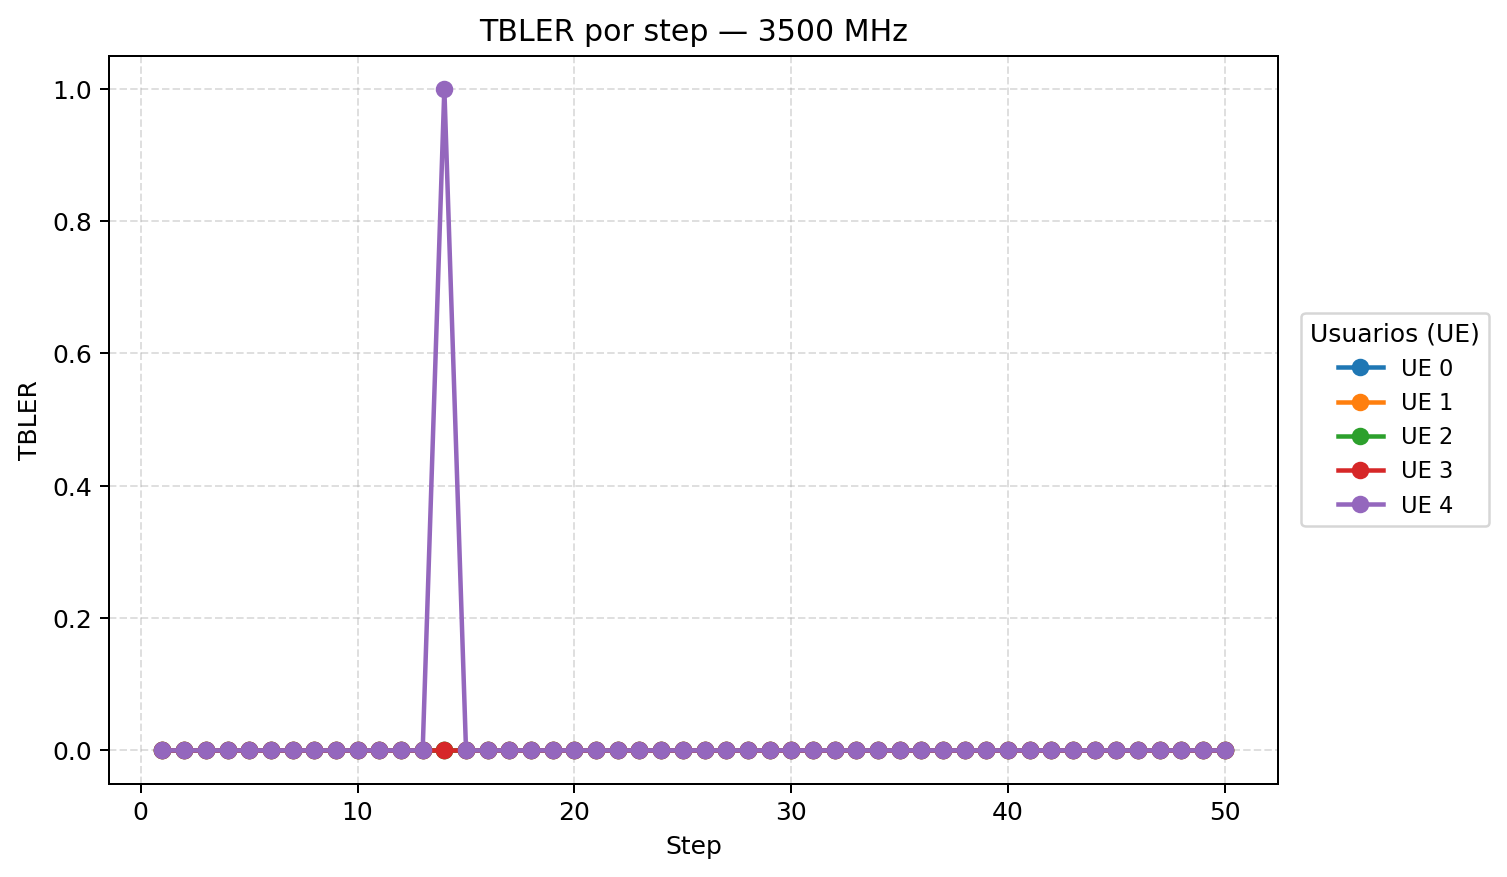 TBLER por step — 3500 MHz
1.0
0.8
0.6
0.4
0.2
0.0
TBLER
0 10 20 30 40 50
Step
Usuarios (UE)
UE 0
UE 1
UE 2
UE 3
UE 4